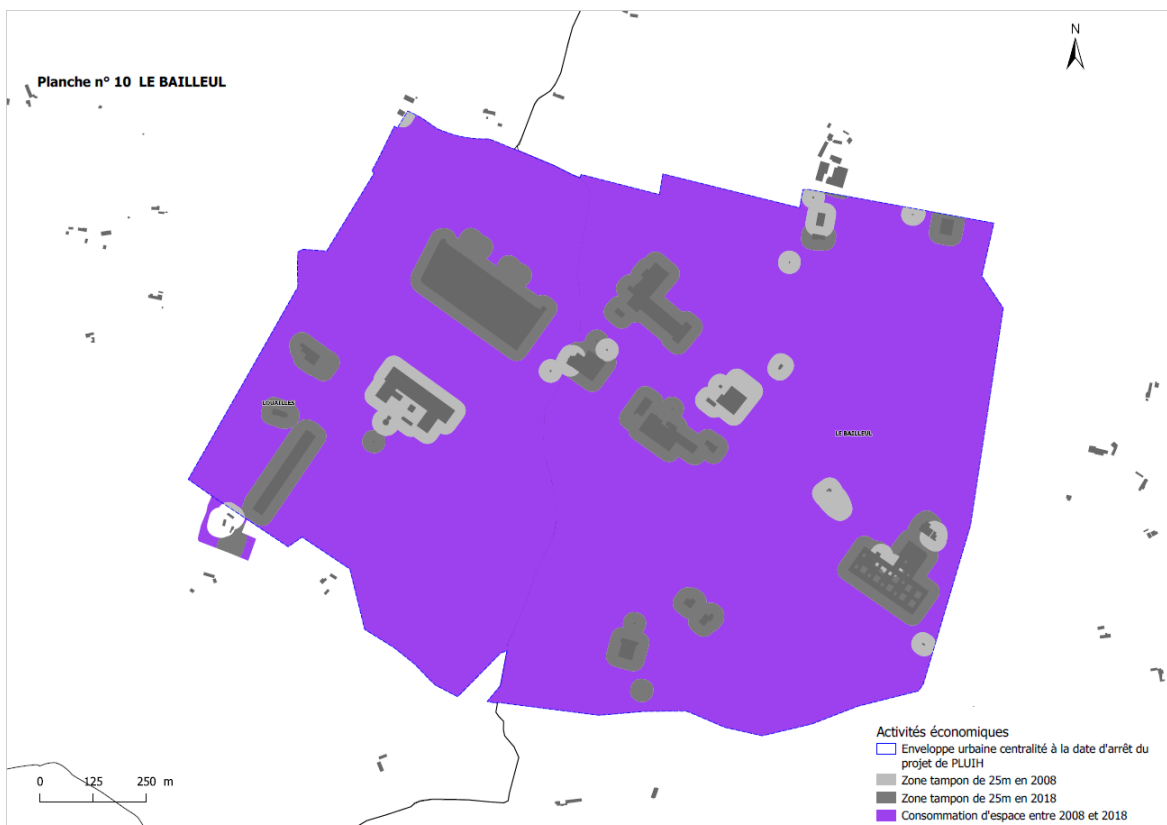 N
Planche n° 10 LE BAILLEUL
LOUAILLES
LE BAILLEUL
Activités économiques
Enveloppe urbaine centralité à la date d'arrêt du
projet de PLUIH
Zone tampon de 25m en 2008
Zone tampon de 25m en 2018
Consommation d'espace entre 2008 et 2018
0 125 250 m